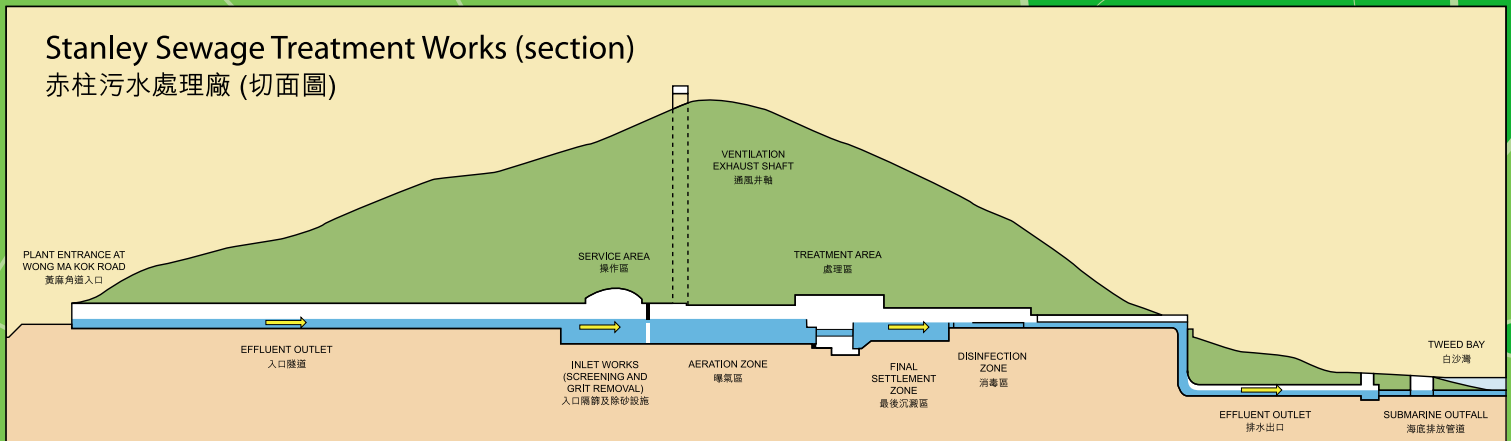 Stanley Sewage Treatment Works (section)
赤柱污水處理廠 (切面圖)
VENTILATION
EXHAUST SHAFT
通風井軸
PLANT ENTRANCE AT
WONG MA KOK ROAD
黃麻角道入口
SERVICE AREA
操作區
TREATMENT AREA
處理區
EFFLUENT OUTLET
入口隧道
INLET WORKS
(SCREENING AND
GRIT REMOVAL)
入口隔篩及除砂設施
AERATION ZONE
曝氣區
FINAL
SETTLEMENT
ZONE
最後沉澱區
DISINFECTION
ZONE
消毒區
TWEED BAY
白沙灣
EFFLUENT OUTLET
排水出口
SUBMARINE OUTFALL
海底排放管道